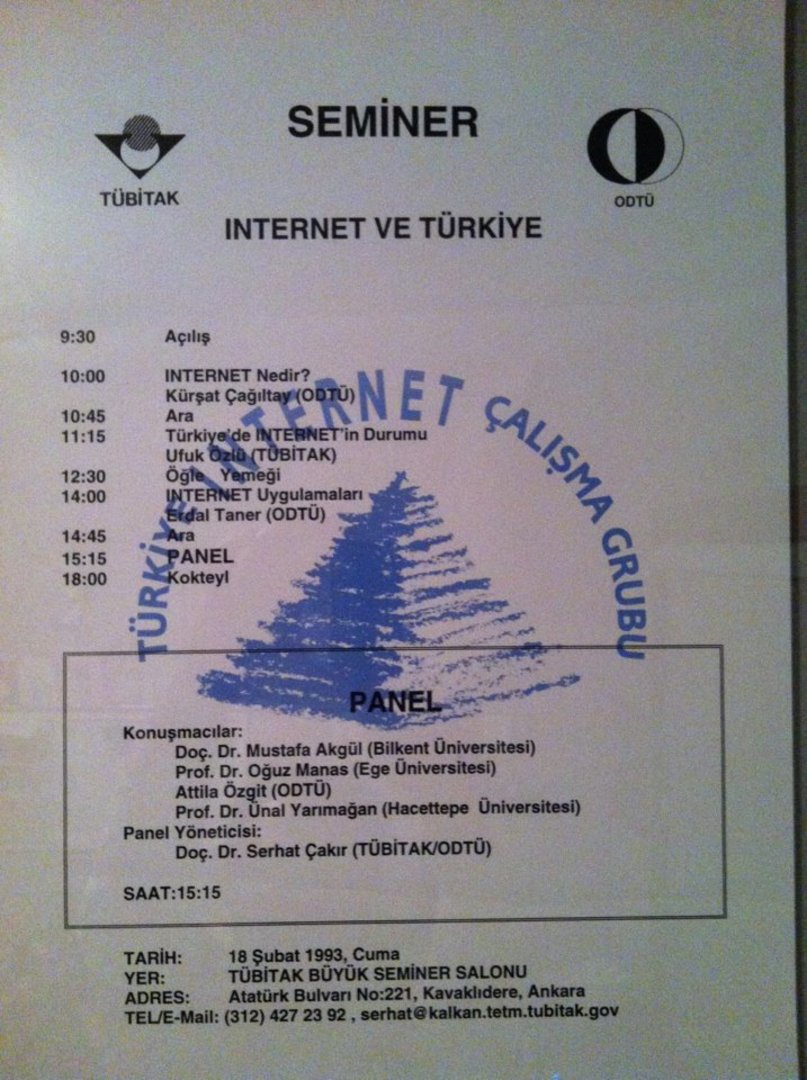 SEMİNER
TÜBİTAK
ODTÜ
INTERNET VE TÜRKİYE
9:30 Açılış
10:00 INTERNET Nedir?
Kürşat Çağıltay (ODTÜ)
10:45 Ara
11:15 Türkiye'de INTERNET'in Durumu
Ufuk Özlü (TÜBİTAK)
12:30 Öğle Yemeği
14:00 INTERNET Uygulamaları
Erdal Taner (ODTÜ)
14:45 Ara
15:15 PANEL
18:00 Kokteyl
TÜRKİYE INTERNET ÇALIŞMA GRUBU
PANEL
Konuşmacılar:
Doç. Dr. Mustafa Akgül (Bilkent Üniversitesi)
Prof. Dr. Oğuz Manas (Ege Üniversitesi)
Attila Özgit (ODTÜ)
Prof. Dr. Ünal Yarımağan (Hacettepe Üniversitesi)
Panel Yöneticisi:
Doç. Dr. Serhat Çakır (TÜBİTAK/ODTÜ)
SAAT:15:15
TARİH: 18 Şubat 1993, Cuma
YER: TÜBİTAK BÜYÜK SEMİNER SALONU
ADRES: Atatürk Bulvarı No:221, Kavaklıdere, Ankara
TEL/E-Mail: (312) 427 23 92 , serhat@kalkan.tetm.tubitak.gov